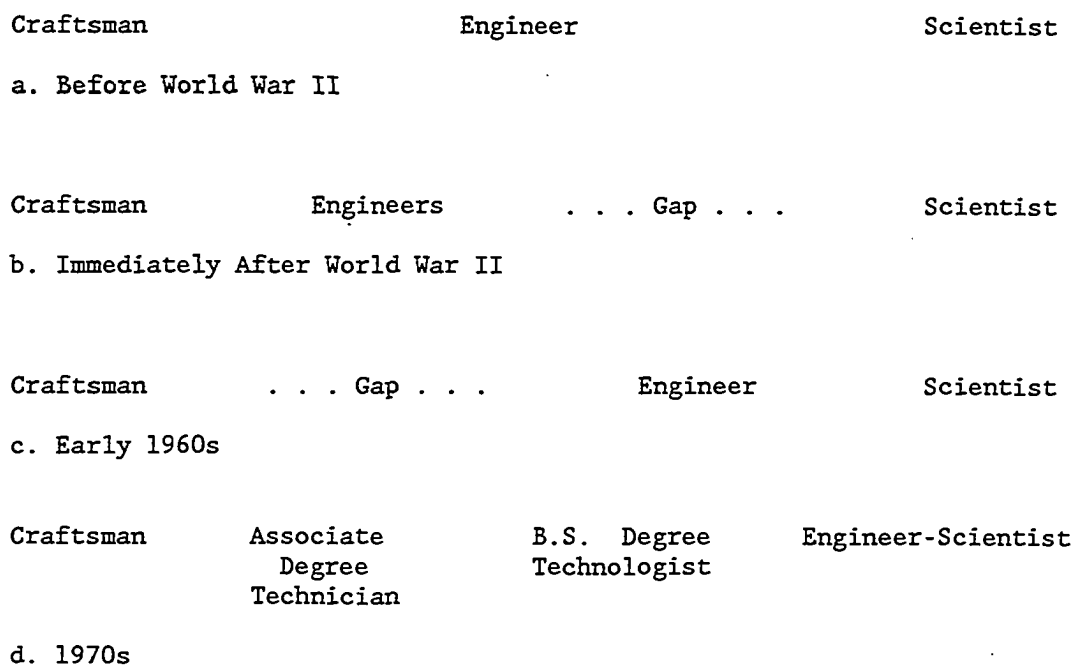 Craftsman Engineer Scientist
a. Before World War II
Craftsman Engineers . . . Gap . . . Scientist
b. Immediately After World War II
Craftsman . . . Gap . . . Engineer Scientist
c. Early 1960s
Craftsman Associate B.S. Degree Engineer-Scientist
Degree Technologist
Technician
d. 1970s